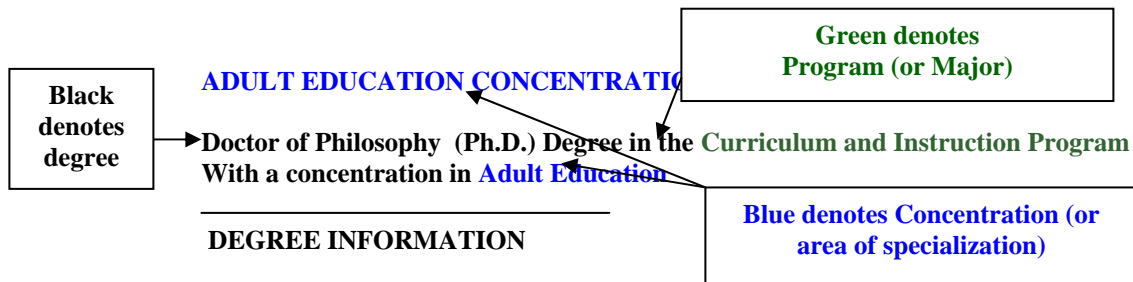 Green denotes
Program (or Major)
Black
denotes
degree
ADULT EDUCATION CONCENTRATIO
Doctor of Philosophy (Ph.D.) Degree in the Curriculum and Instruction Program
With a concentration in Adult Education
DEGREE INFORMATION
Blue denotes Concentration (or
area of specialization)